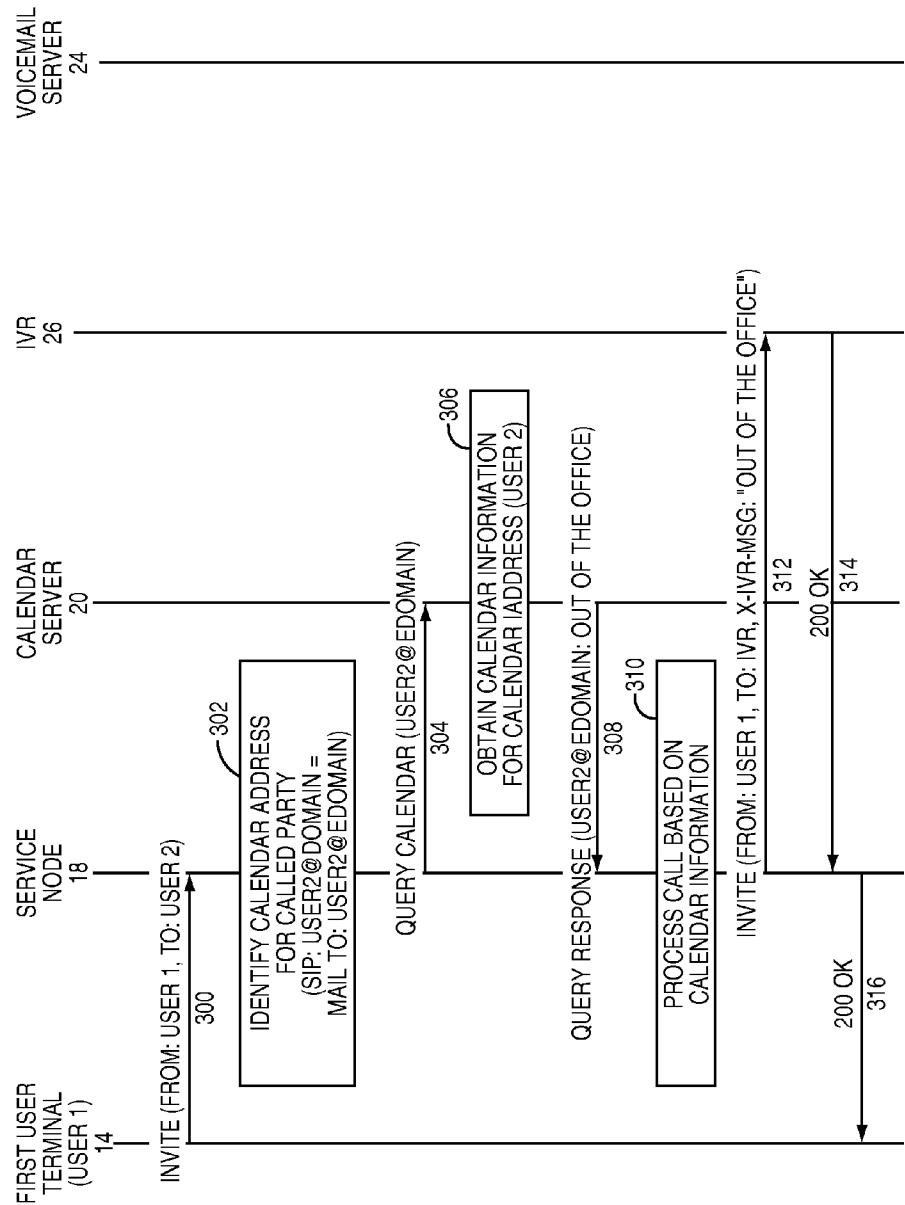 FIRST USER
TERMINAL
(USER 1)
14
SERVICE
NODE
18
CALENDAR
SERVER
20
IVR
26
VOICEMAIL
SERVER
24
INVITE (FROM: USER 1, TO: USER 2)
300
302
IDENTIFY CALENDAR ADDRESS
FOR CALLED PARTY
(SIP: USER2@DOMAIN =
MAIL TO: USER2@EDOMAIN)
QUERY CALENDAR (USER2@EDOMAIN)
304
306
OBTAIN CALENDAR INFORMATION
FOR CALENDAR IADDRESS (USER 2)
QUERY RESPONSE (USER2@EDOMAIN: OUT OF THE OFFICE)
308
310
PROCESS CALL BASED ON
CALENDAR INFORMATION
INVITE (FROM: USER 1, TO: IVR, X-IVR-MSG: "OUT OF THE OFFICE")
312
200 OK
314
200 OK
316